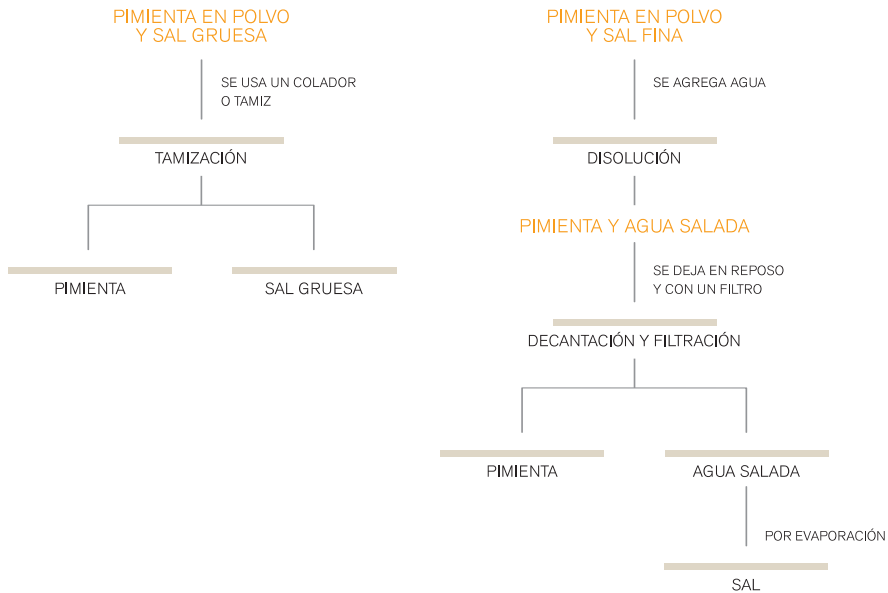 PIMIENTA EN POLVO
Y SAL GRUESA
SE USA UN COLADOR
O TAMIZ
TAMIZACIÓN
PIMIENTA
SAL GRUESA
PIMIENTA EN POLVO
Y SAL FINA
SE AGREGA AGUA
DISOLUCIÓN
PIMIENTA Y AGUA SALADA
SE DEJA EN REPOSO
Y CON UN FILTRO
DECANTACIÓN Y FILTRACIÓN
PIMIENTA
AGUA SALADA
POR EVAPORACIÓN
SAL